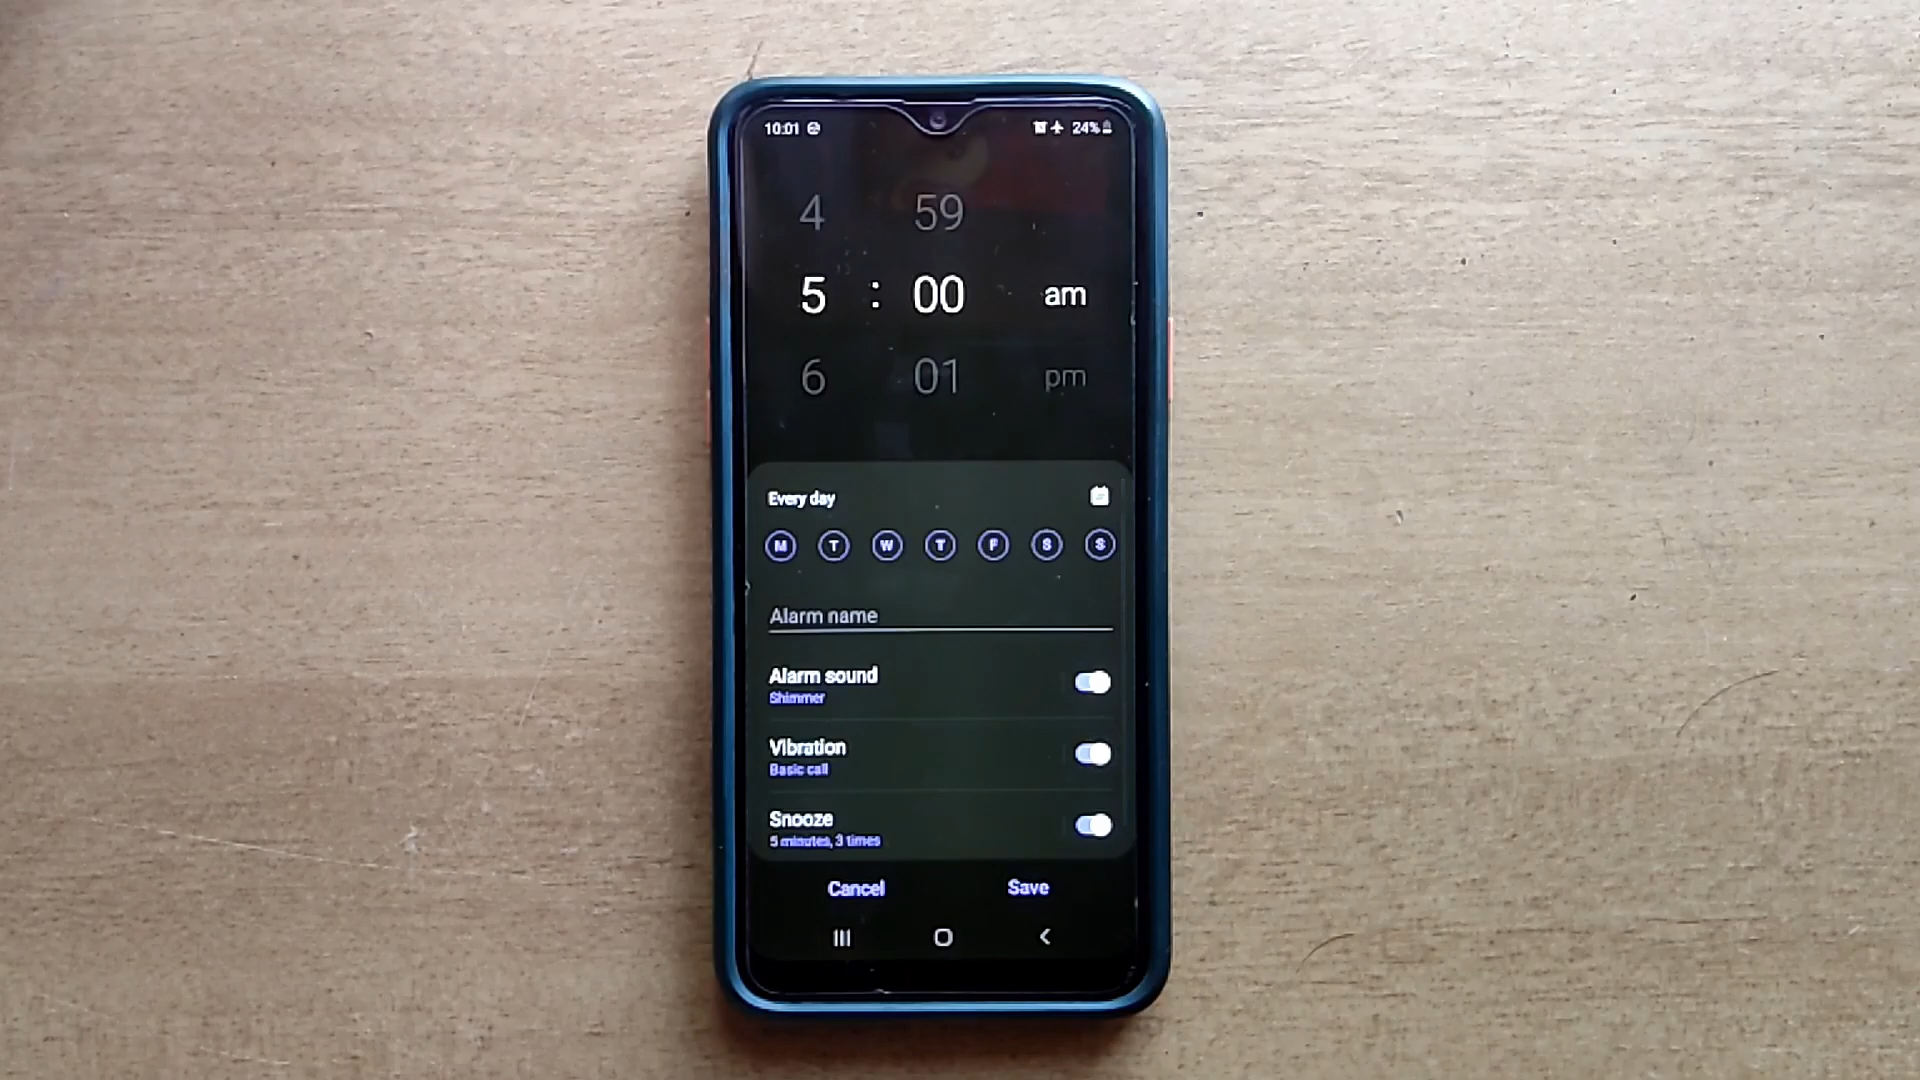 10:01 24%
4 59
5 : 00 am
6 01 pm
Every day
M T W T F S S
Alarm name
Alarm sound
Shimmer
Vibration
Basic call
Snooze
5 minutes, 3 times
Cancel Save